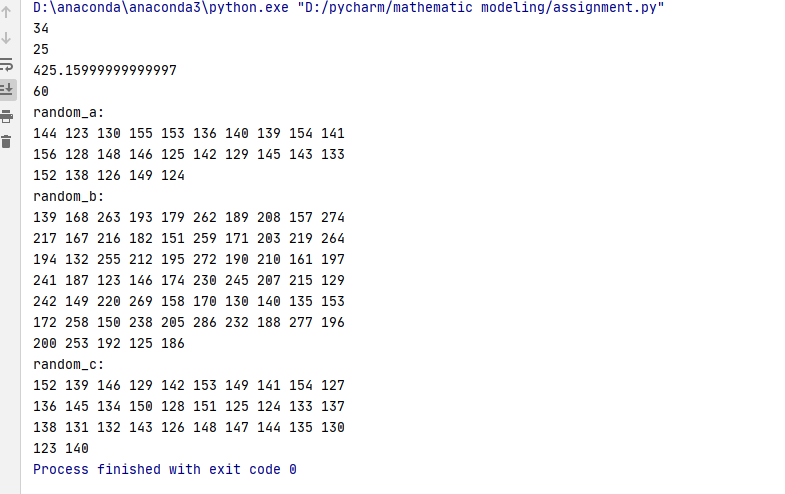 D:\anaconda\anaconda3\python.exe "D:/pycharm/mathematic modeling/assignment.py"
34
25
425.15999999999997
60
random_a:
144 123 130 155 153 136 140 139 154 141
156 128 148 146 125 142 129 145 143 133
152 138 126 149 124
random_b:
139 168 263 193 179 262 189 208 157 274
217 167 216 182 151 259 171 203 219 264
194 132 255 212 195 272 190 210 161 197
241 187 123 146 174 230 245 207 215 129
242 149 220 269 158 170 130 140 135 153
172 258 150 238 205 286 232 188 277 196
200 253 192 125 186
random_c:
152 139 146 129 142 153 149 141 154 127
136 145 134 150 128 151 125 124 133 137
138 131 132 143 126 148 147 144 135 130
123 140
Process finished with exit code 0